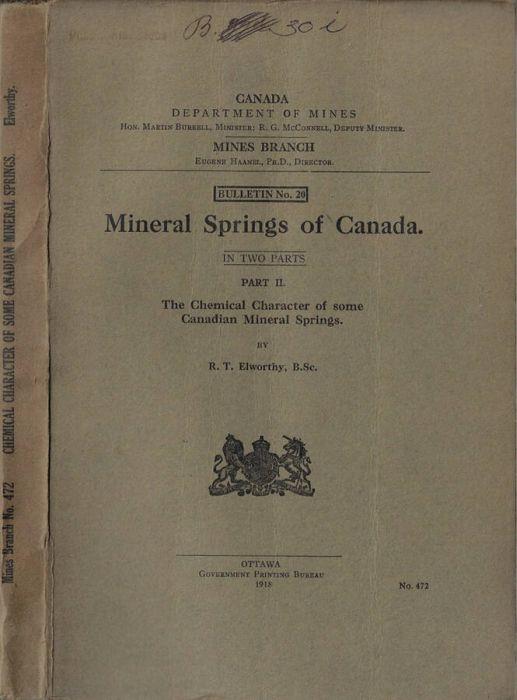 B. 30 i
CANADA
DEPARTMENT OF MINES
HON. MARTIN BURRELL, MINISTER; R. G. MCCONNELL, DEPUTY MINISTER.
MINES BRANCH
EUGENE HAANEL, PH.D., DIRECTOR.
BULLETIN No. 20
Mineral Springs of Canada.
IN TWO PARTS
PART II.
The Chemical Character of some
Canadian Mineral Springs.
BY
R. T. Elworthy, B.Sc.
OTTAWA
GOVERNMENT PRINTING BUREAU
1918
No. 472
Mines Branch No. 472 CHEMICAL CHARACTER OF SOME CANADIAN MINERAL SPRINGS. Elworthy.